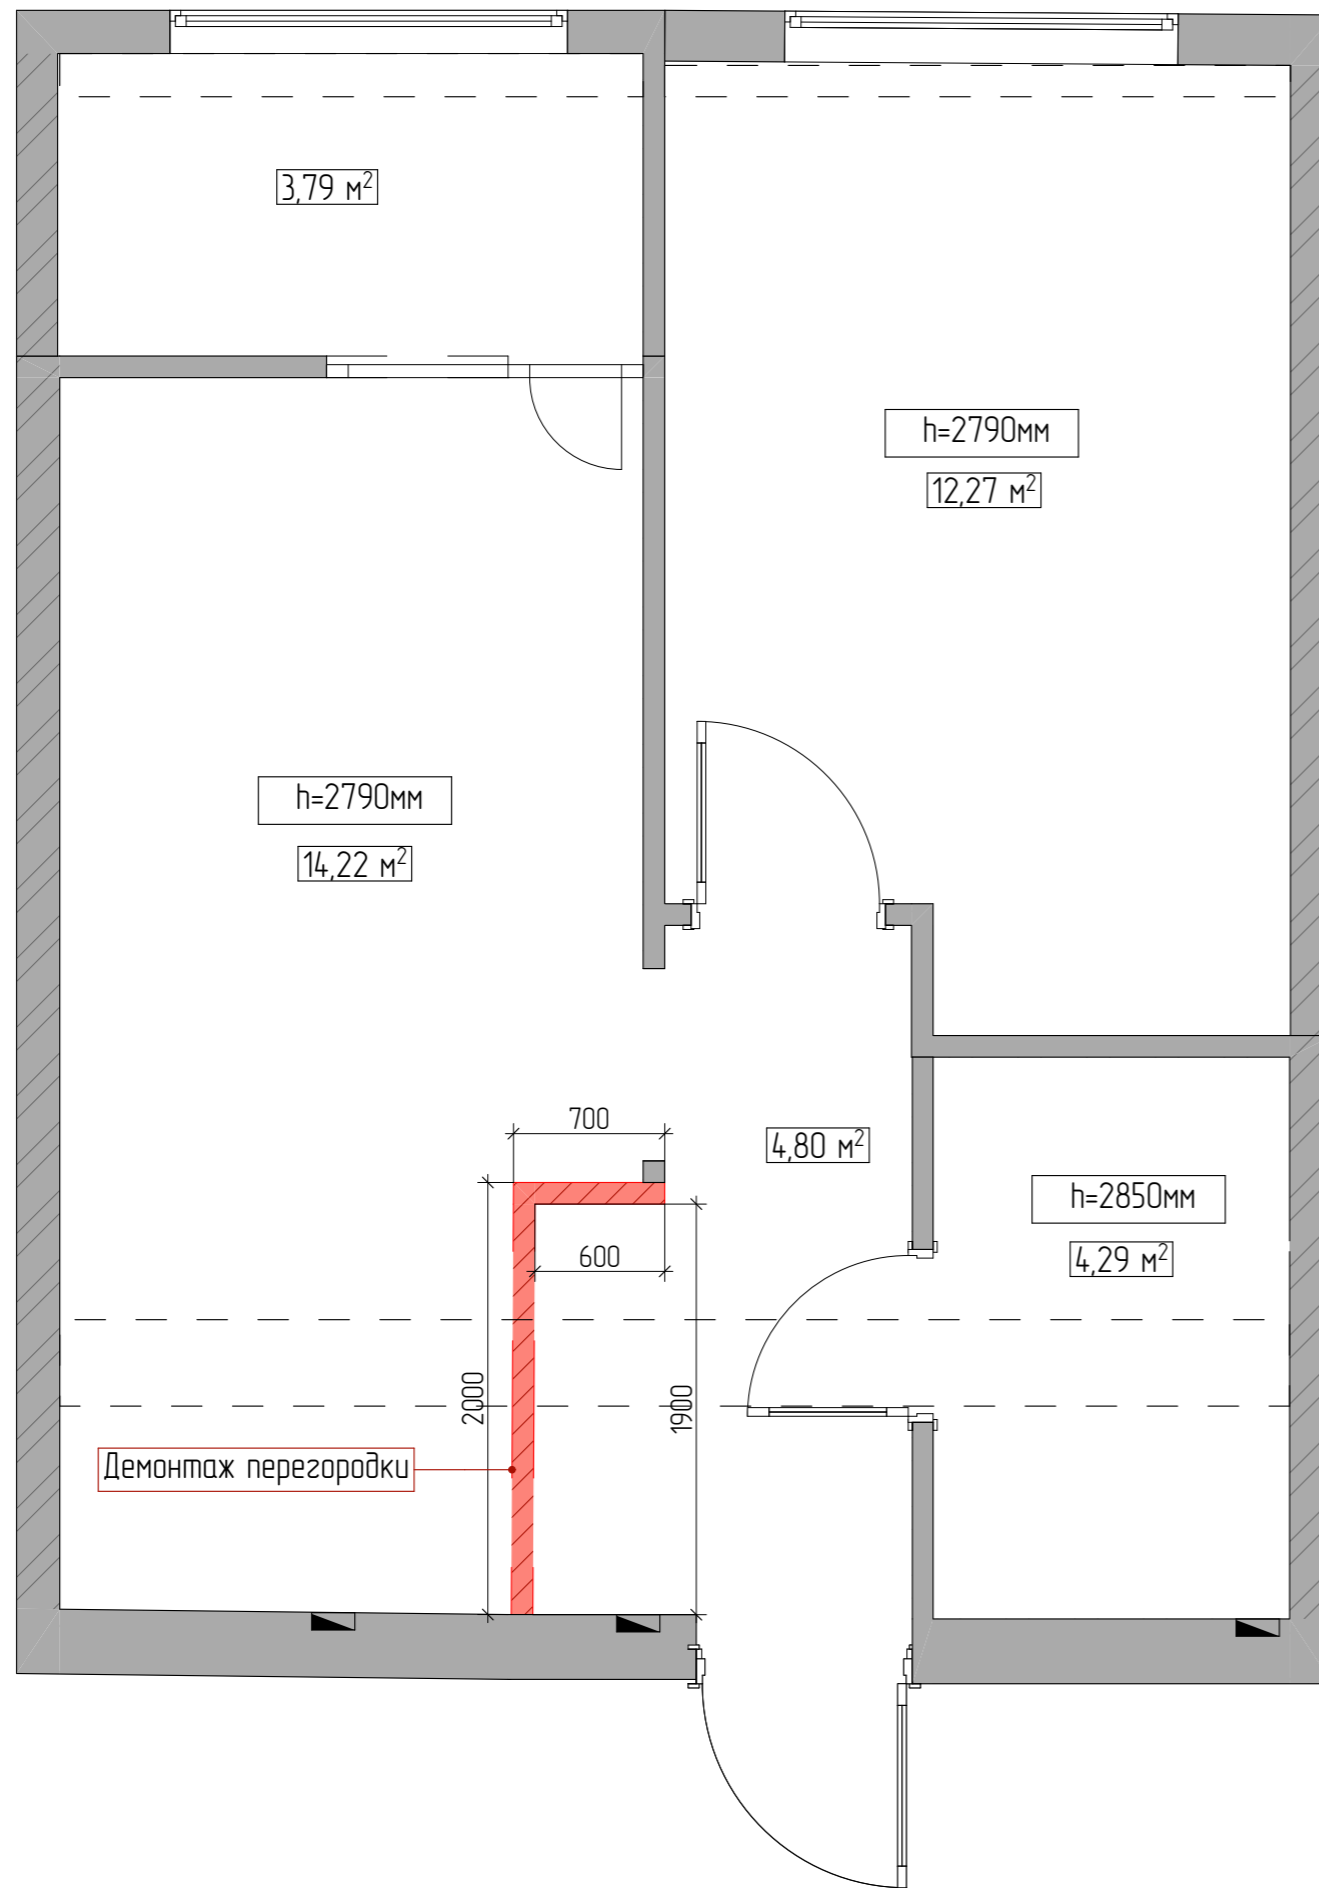 3,79 м²
h=2790мм
12,27 м²
h=2790мм
14,22 м²
700
4,80 м²
h=2850мм
4,29 м²
600
2000
1900
Демонтаж перегородки